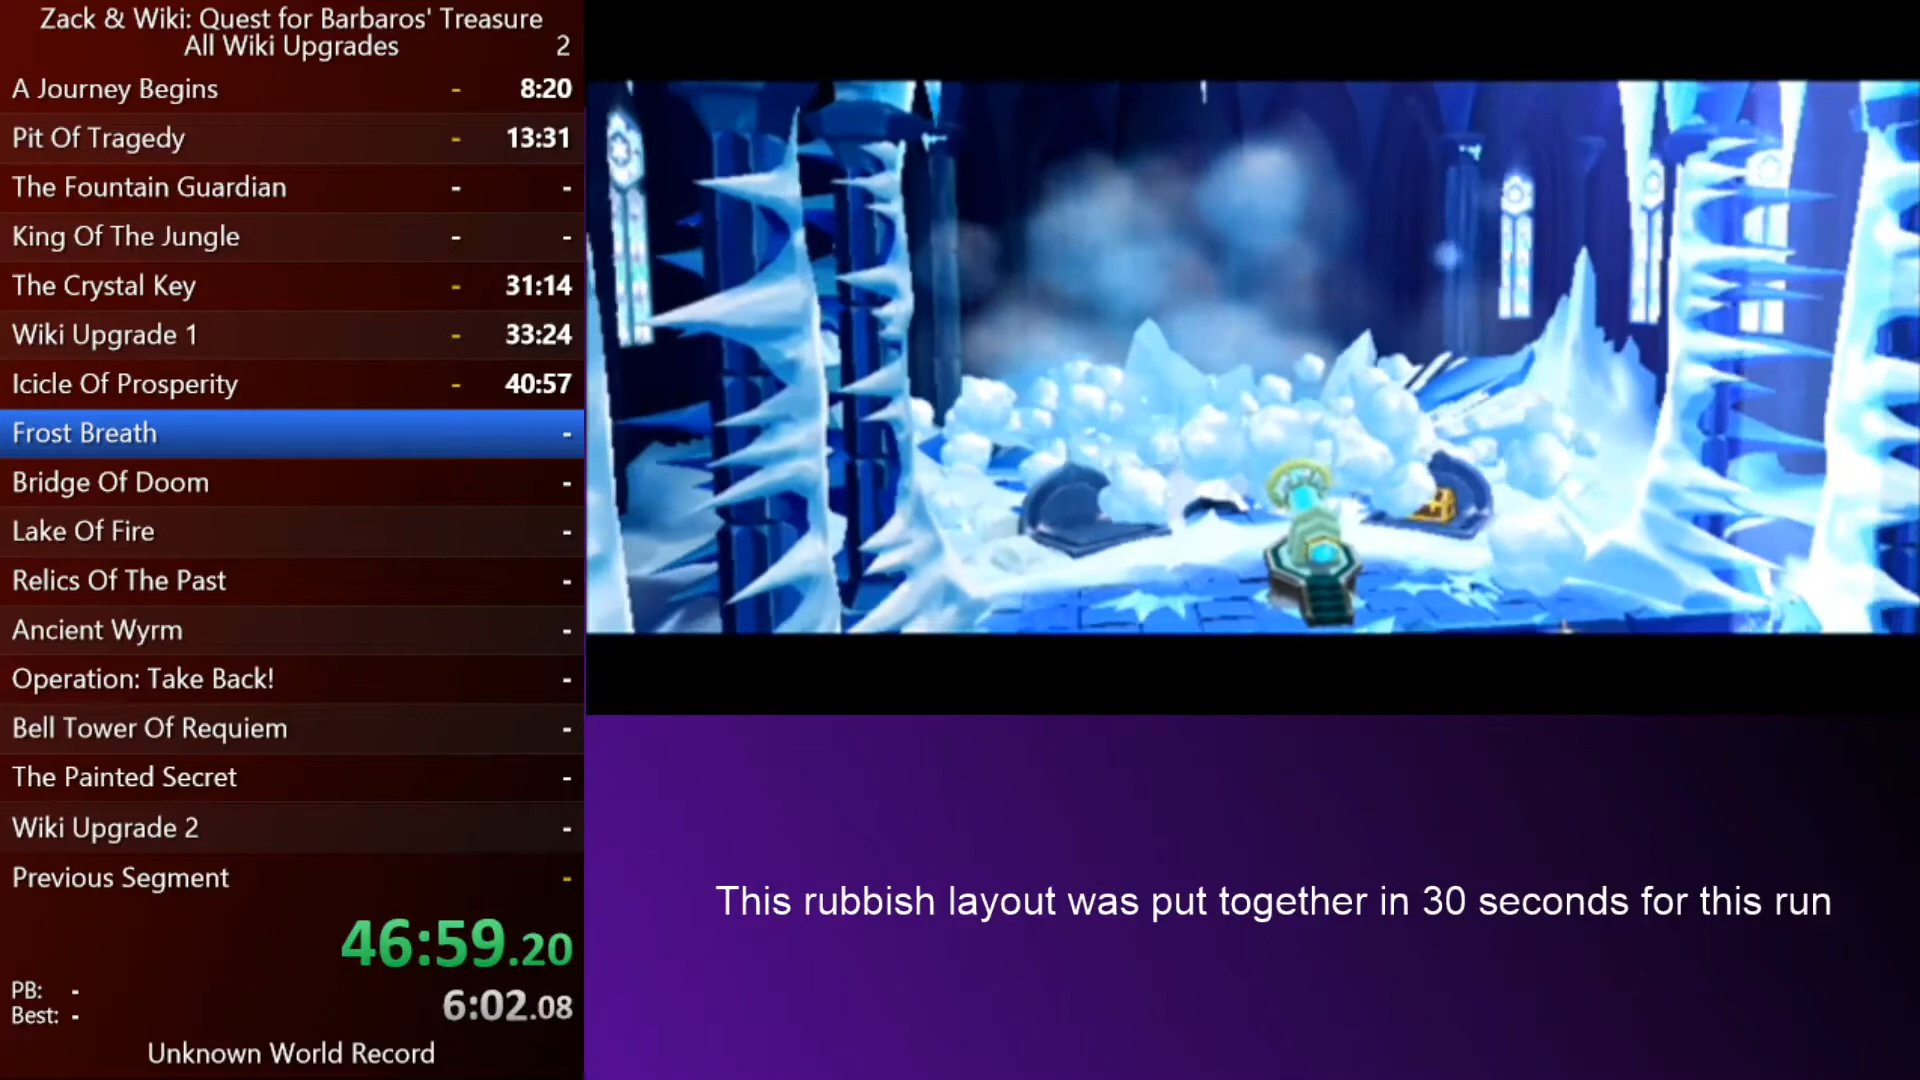 Zack & Wiki: Quest for Barbaros' Treasure
All Wiki Upgrades 2
A Journey Begins - 8:20
Pit Of Tragedy - 13:31
The Fountain Guardian - -
King Of The Jungle - -
The Crystal Key - 31:14
Wiki Upgrade 1 - 33:24
Icicle Of Prosperity - 40:57
Frost Breath -
Bridge Of Doom -
Lake Of Fire -
Relics Of The Past -
Ancient Wyrm -
Operation: Take Back! -
Bell Tower Of Requiem -
The Painted Secret -
Wiki Upgrade 2 -
Previous Segment -
46:59.20
PB: -
Best: -
6:02.08
Unknown World Record
This rubbish layout was put together in 30 seconds for this run